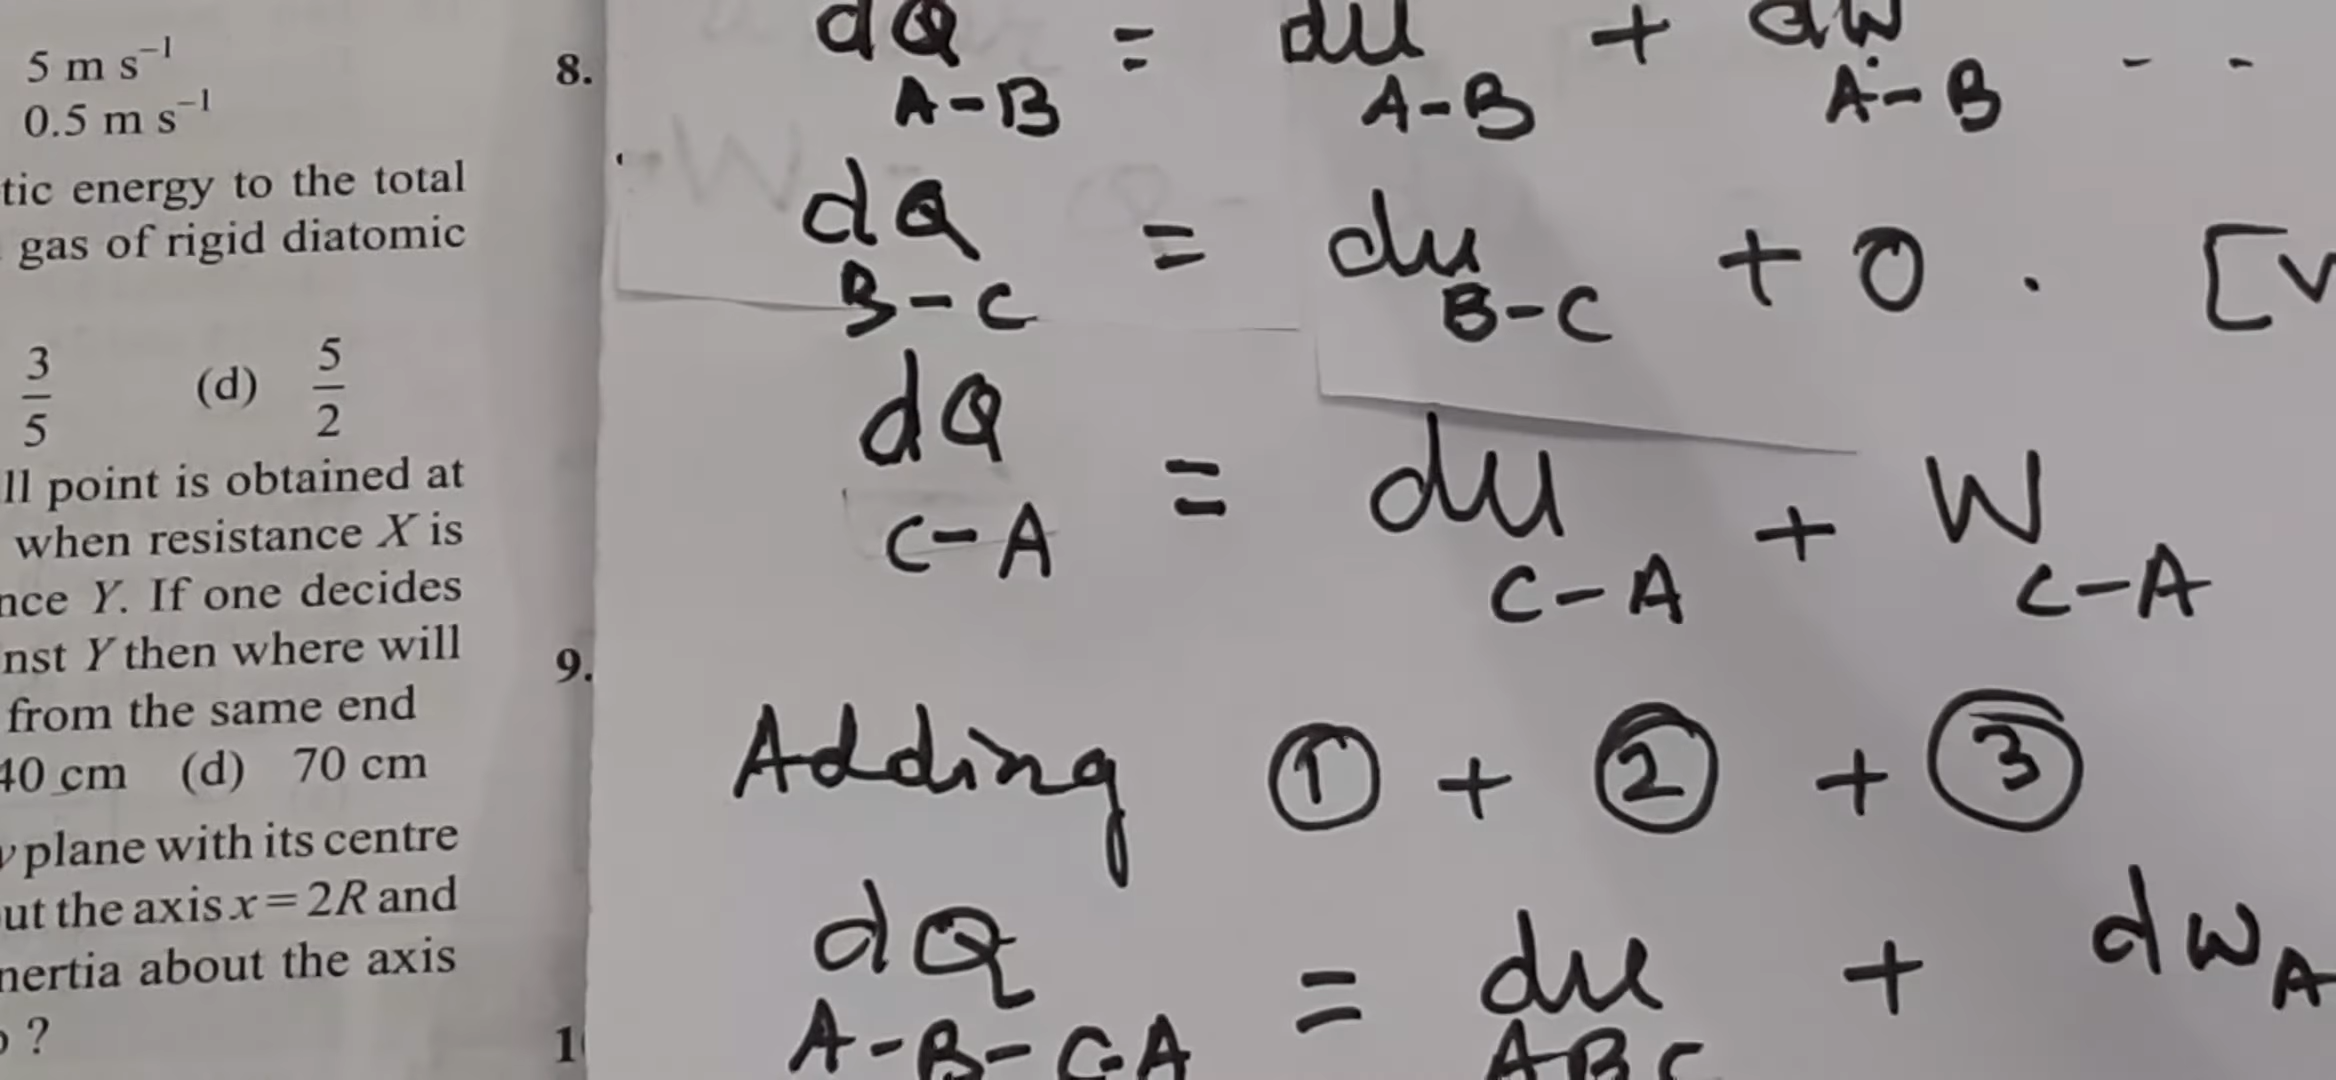 5 m s⁻¹
0.5 m s⁻¹
tic energy to the total
gas of rigid diatomic
3/5 (d) 5/2
ll point is obtained at
when resistance X is
nce Y. If one decides
nst Y then where will
from the same end
40 cm (d) 70 cm
y plane with its centre
ut the axis x = 2R and
nertia about the axis
?
8.
9.
dQ A-B = du A-B + dw A-B - -
dQ B-C = du B-C + 0 . [
dQ C-A = du C-A + W C-A
Adding ① + ② + ③
dQ A-B-C-A = du ABC + dw A